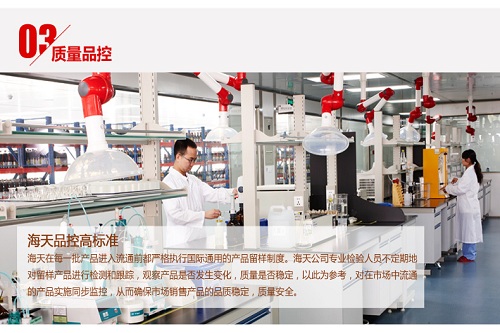 03
质量品控
海天品控高标准
海天在每一批产品进入流通前都严格执行国际通用的产品留样制度。海天公司专业检验人员不定期地
对留样产品进行检测和跟踪，观察产品是否发生变化，质量是否稳定，以此为参考，对在市场中流通
的产品实施同步监控，从而确保市场销售产品的品质稳定，质量安全。